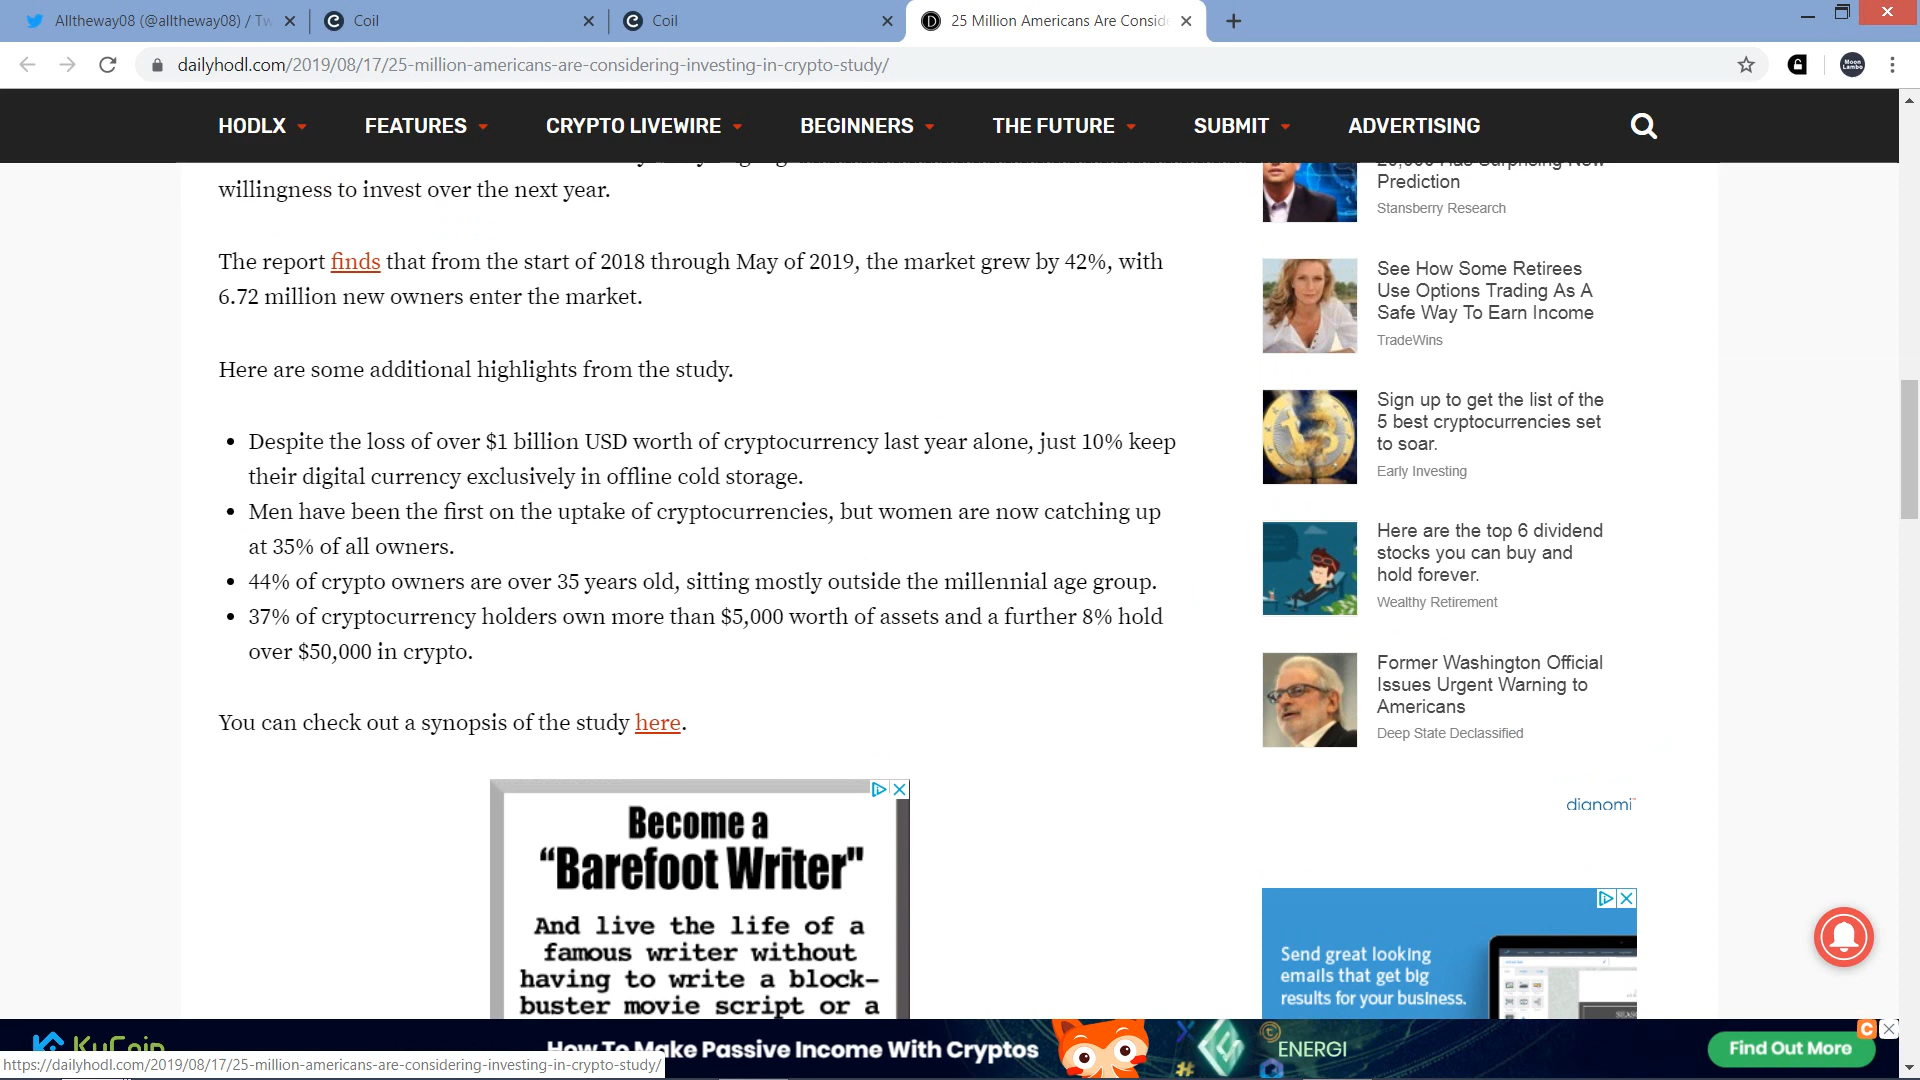 Alltheway08 (@alltheway08) / Tw
Coil
Coil
25 Million Americans Are Consid
dailyhodl.com/2019/08/17/25-million-americans-are-considering-investing-in-crypto-study/
Moon Lambo
HODLX
FEATURES
CRYPTO LIVEWIRE
BEGINNERS
THE FUTURE
SUBMIT
ADVERTISING
willingness to invest over the next year.
The report finds that from the start of 2018 through May of 2019, the market grew by 42%, with
6.72 million new owners enter the market.
Here are some additional highlights from the study.
• Despite the loss of over $1 billion USD worth of cryptocurrency last year alone, just 10% keep
their digital currency exclusively in offline cold storage.
• Men have been the first on the uptake of cryptocurrencies, but women are now catching up
at 35% of all owners.
• 44% of crypto owners are over 35 years old, sitting mostly outside the millennial age group.
• 37% of cryptocurrency holders own more than $5,000 worth of assets and a further 8% hold
over $50,000 in crypto.
You can check out a synopsis of the study here.
Become a
“Barefoot Writer"
And live the life of a
famous writer without
having to write a block-
buster movie script or a
20,000 Has Surprising New
Prediction
Stansberry Research
See How Some Retirees
Use Options Trading As A
Safe Way To Earn Income
TradeWins
Sign up to get the list of the
5 best cryptocurrencies set
to soar.
Early Investing
Here are the top 6 dividend
stocks you can buy and
hold forever.
Wealthy Retirement
Former Washington Official
Issues Urgent Warning to
Americans
Deep State Declassified
dianomi
Send great looking
emails that get big
results for your business.
KuCoin
How To Make Passive Income With Cryptos
ENERGI
Find Out More
https://dailyhodl.com/2019/08/17/25-million-americans-are-considering-investing-in-crypto-study/